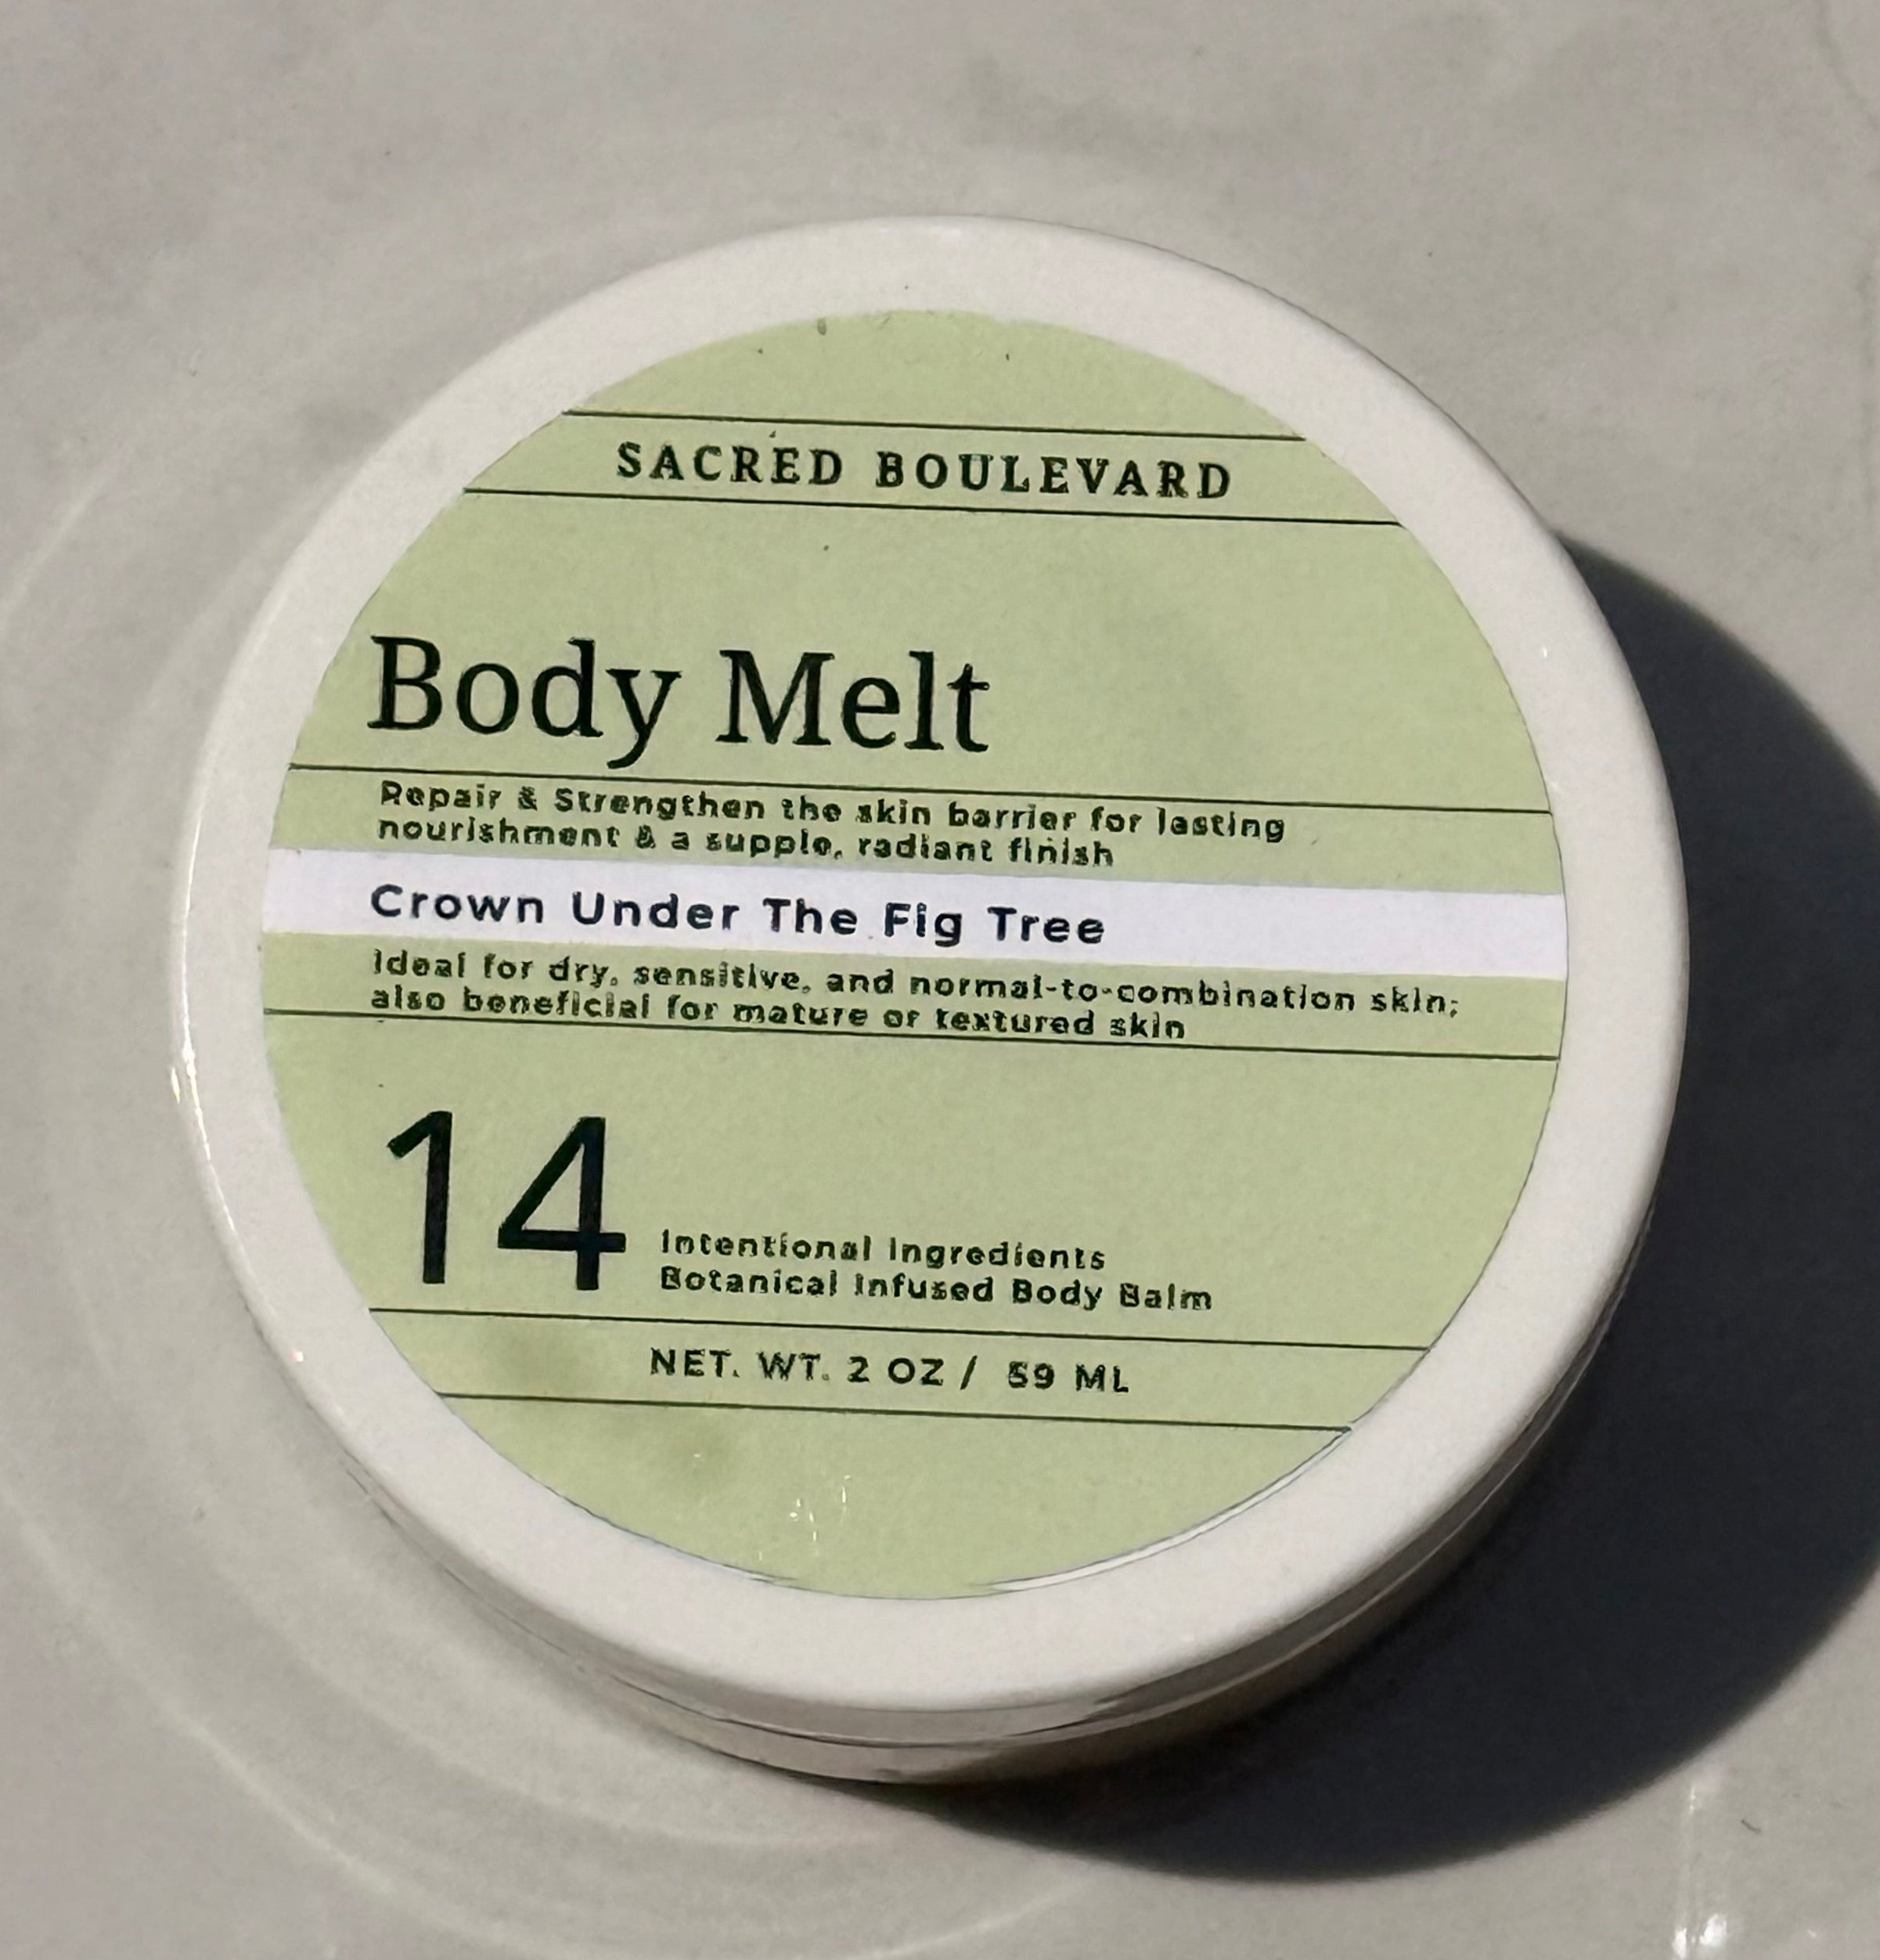 SACRED BOULEVARD
Body Melt
Repair & Strengthen the skin barrier for lasting
nourishment & a supple, radiant finish
Crown Under The Fig Tree
Ideal for dry, sensitive, and normal-to-combination skin;
also beneficial for mature or textured skin
14
Intentional Ingredients
Botanical Infused Body Balm
NET. WT. 2 OZ / 59 ML